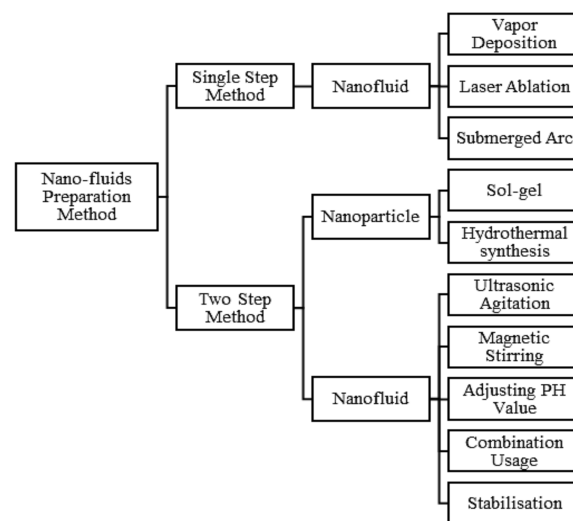 Nano-fluids
Preparation
Method
Single Step
Method
Nanofluid
Vapor
Deposition
Laser Ablation
Submerged Arc
Two Step
Method
Nanoparticle
Sol-gel
Hydrothermal
synthesis
Nanofluid
Ultrasonic
Agitation
Magnetic
Stirring
Adjusting PH
Value
Combination
Usage
Stabilisation